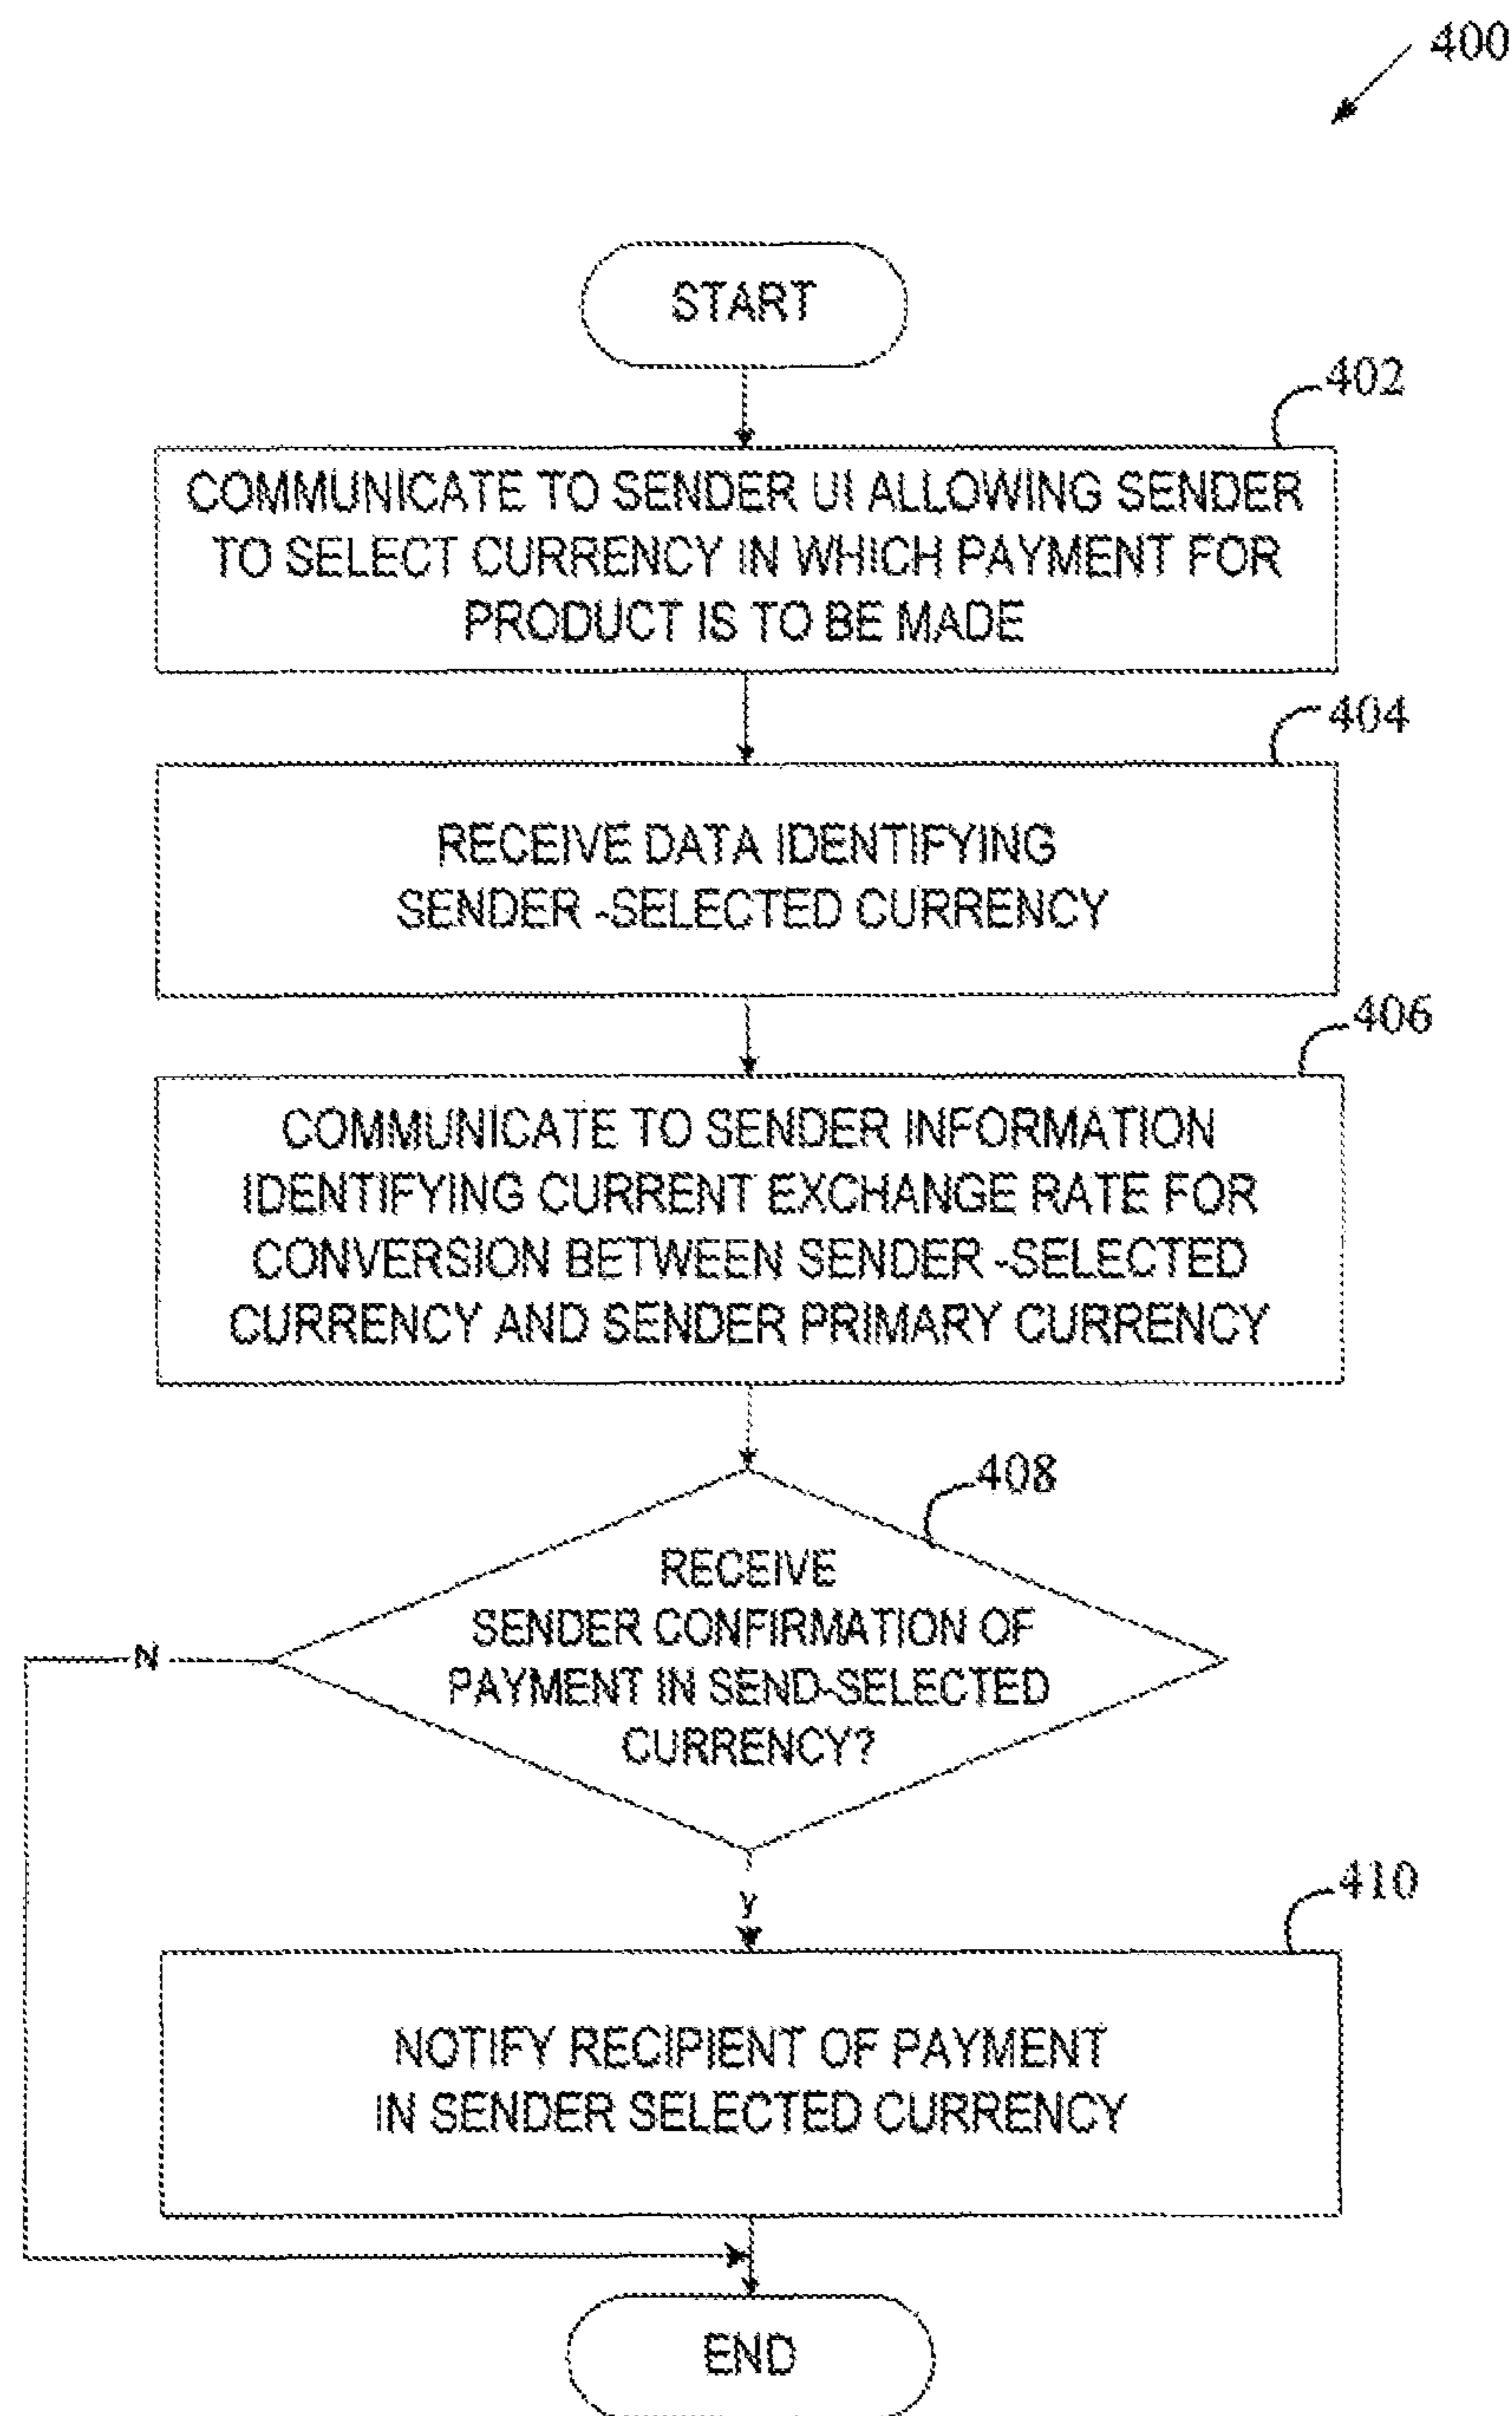 400
START
402
COMMUNICATE TO SENDER UI ALLOWING SENDER
TO SELECT CURRENCY IN WHICH PAYMENT FOR
PRODUCT IS TO BE MADE
404
RECEIVE DATA IDENTIFYING
SENDER -SELECTED CURRENCY
406
COMMUNICATE TO SENDER INFORMATION
IDENTIFYING CURRENT EXCHANGE RATE FOR
CONVERSION BETWEEN SENDER -SELECTED
CURRENCY AND SENDER PRIMARY CURRENCY
408
RECEIVE
SENDER CONFIRMATION OF
PAYMENT IN SEND-SELECTED
CURRENCY?
N
Y
410
NOTIFY RECIPIENT OF PAYMENT
IN SENDER SELECTED CURRENCY
END